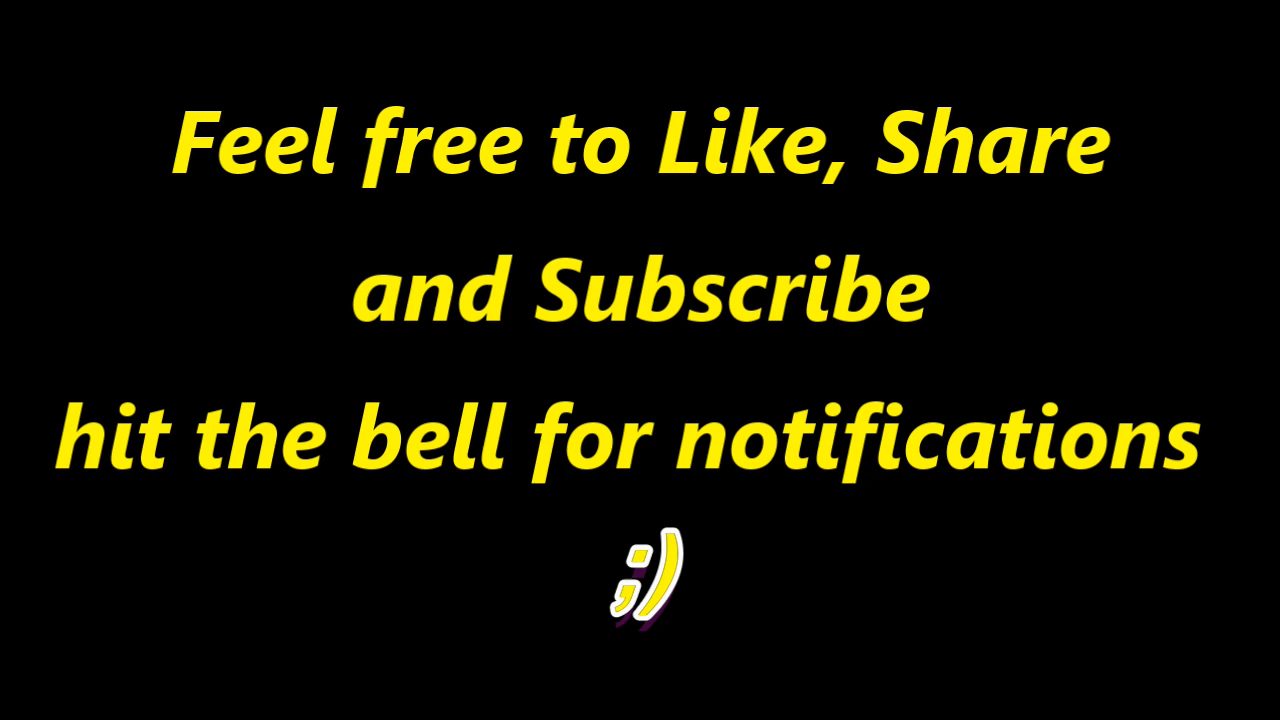 Feel free to Like, Share
and Subscribe
hit the bell for notifications
;)